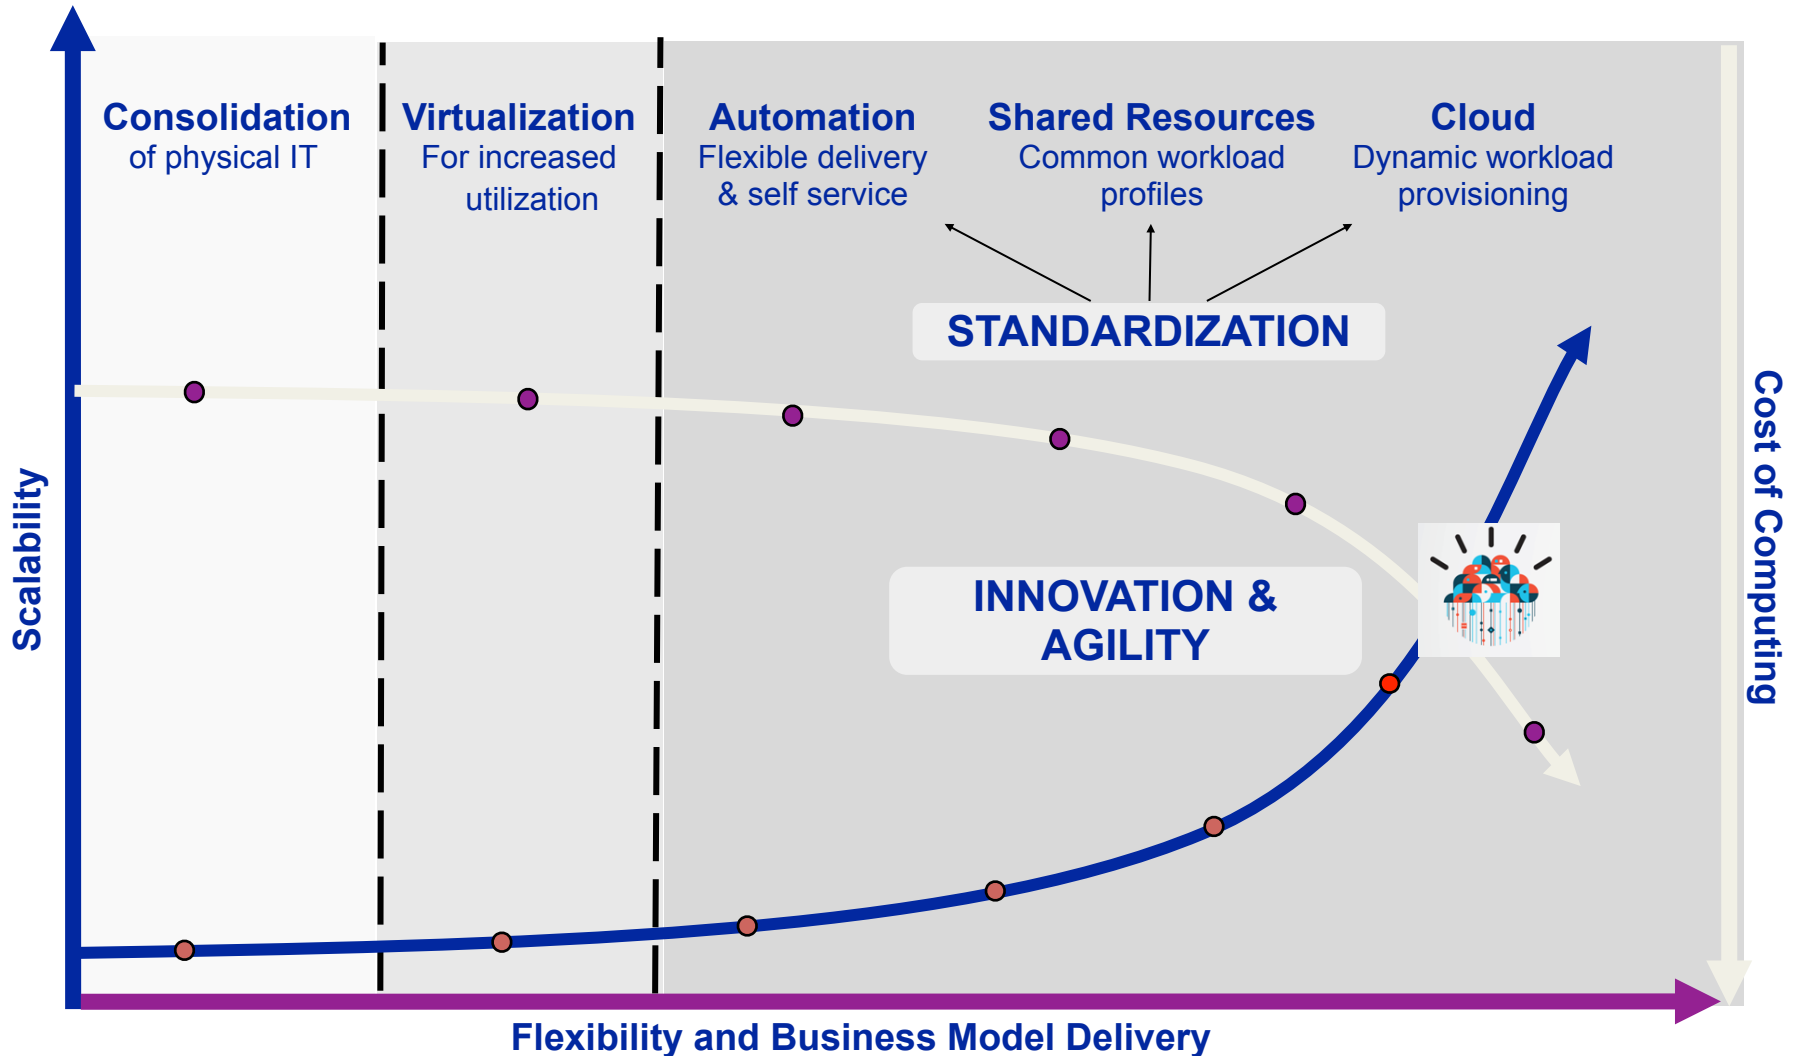 Consolidation
of physical IT
Virtualization
For increased
utilization
Automation
Flexible delivery
& self service
Shared Resources
Common workload
profiles
Cloud
Dynamic workload
provisioning
STANDARDIZATION
INNOVATION &
AGILITY
Scalability
Cost of Computing
Flexibility and Business Model Delivery